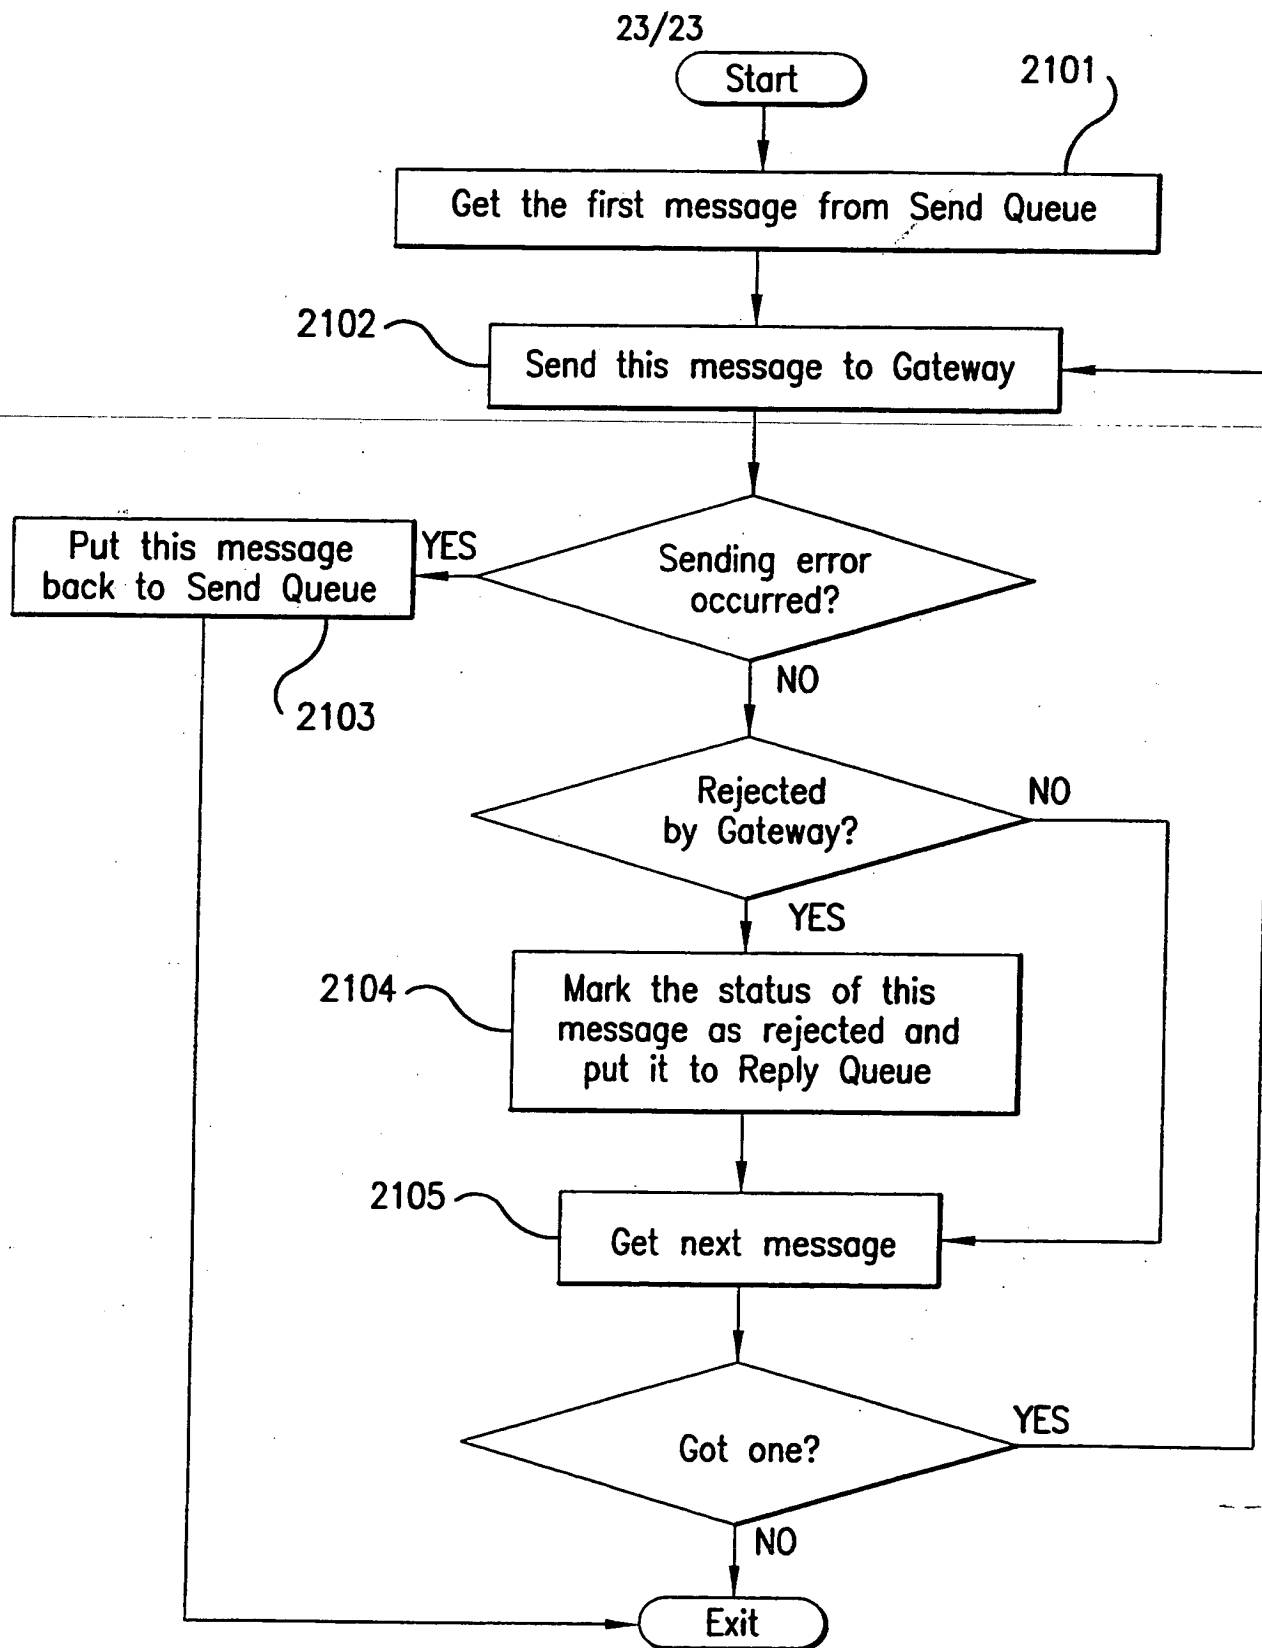 23/23
Start
2101
Get the first message from Send Queue
2102
Send this message to Gateway
Put this message
back to Send Queue
YES
Sending error
occurred?
2103
NO
Rejected
by Gateway?
NO
YES
2104
Mark the status of this
message as rejected and
put it to Reply Queue
2105
Get next message
Got one?
YES
NO
Exit